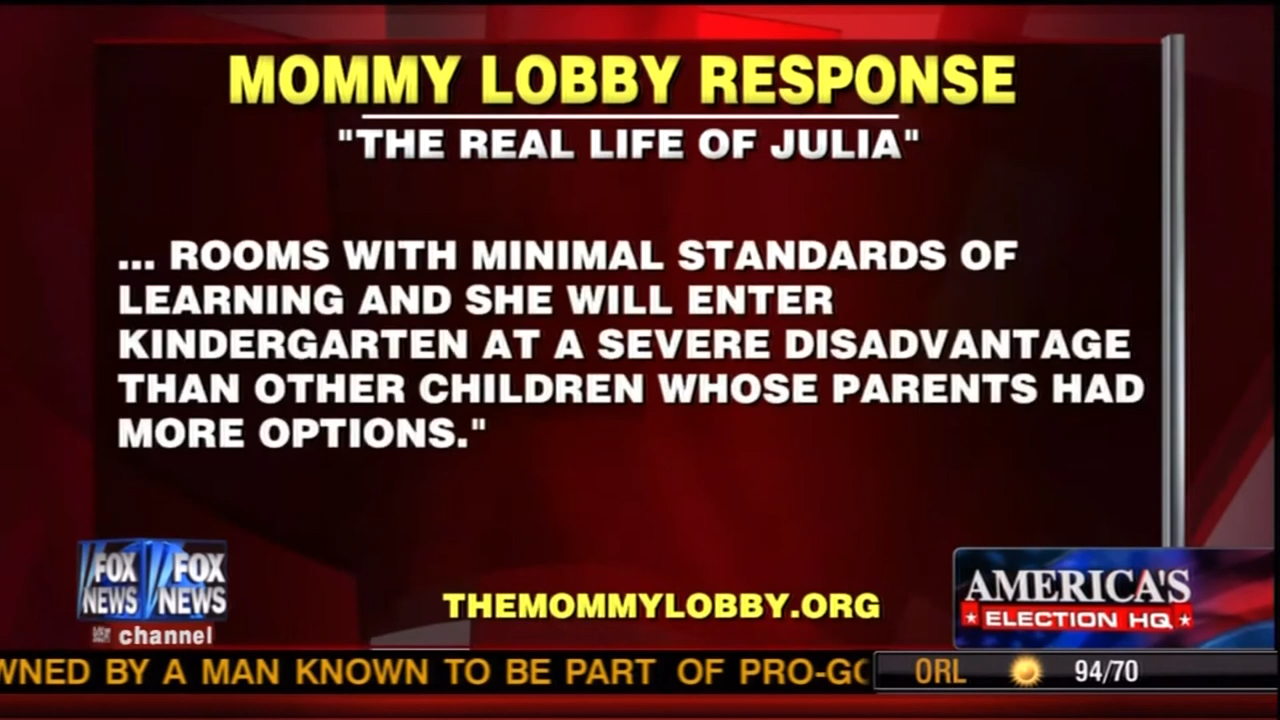 MOMMY LOBBY RESPONSE
"THE REAL LIFE OF JULIA"
... ROOMS WITH MINIMAL STANDARDS OF
LEARNING AND SHE WILL ENTER
KINDERGARTEN AT A SEVERE DISADVANTAGE
THAN OTHER CHILDREN WHOSE PARENTS HAD
MORE OPTIONS."
FOX NEWS FOX NEWS
channel
THEMOMMYLOBBY.ORG
AMERICA'S
ELECTION HQ
WNED BY A MAN KNOWN TO BE PART OF PRO-GO
ORL 94/70